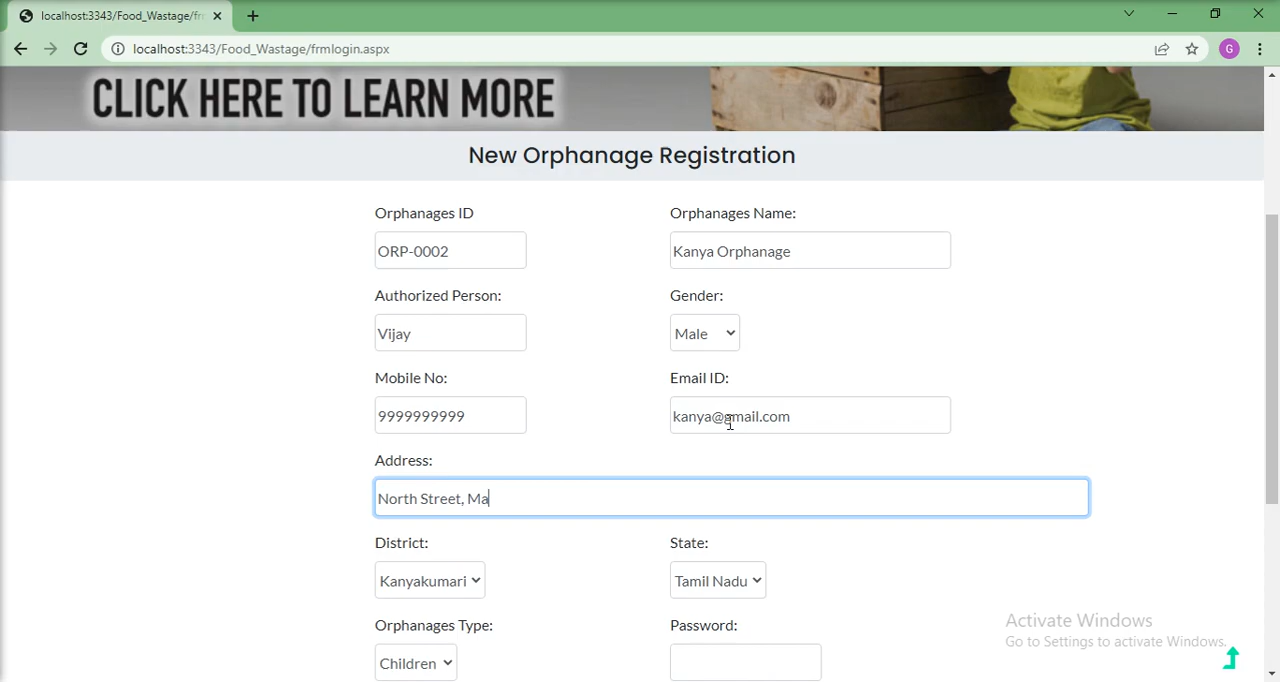 localhost:3343/Food_Wastage/fr
localhost:3343/Food_Wastage/frmlogin.aspx
G
CLICK HERE TO LEARN MORE
New Orphanage Registration
Orphanages ID
Orphanages Name:
ORP-0002
Kanya Orphanage
Authorized Person:
Gender:
Vijay
Male
Mobile No:
Email ID:
9999999999
kanya@gmail.com
Address:
North Street, Ma
District:
State:
Kanyakumari
Tamil Nadu
Activate Windows
Go to Settings to activate Windows.
Orphanages Type:
Password:
Children